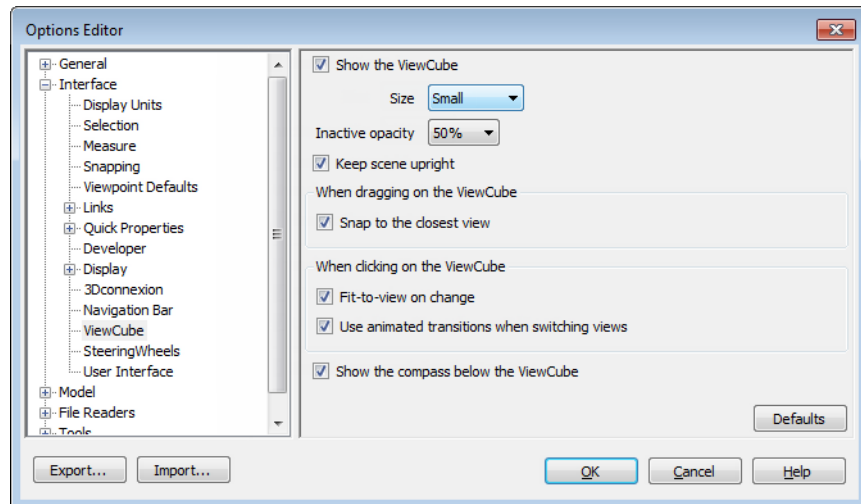 Options Editor
General
Interface
Display Units
Selection
Measure
Snapping
Viewpoint Defaults
Links
Quick Properties
Developer
Display
3Dconnexion
Navigation Bar
ViewCube
SteeringWheels
User Interface
Model
File Readers
Tools
Show the ViewCube
Size Small
Inactive opacity 50%
Keep scene upright
When dragging on the ViewCube
Snap to the closest view
When clicking on the ViewCube
Fit-to-view on change
Use animated transitions when switching views
Show the compass below the ViewCube
Defaults
Export... Import... OK Cancel Help